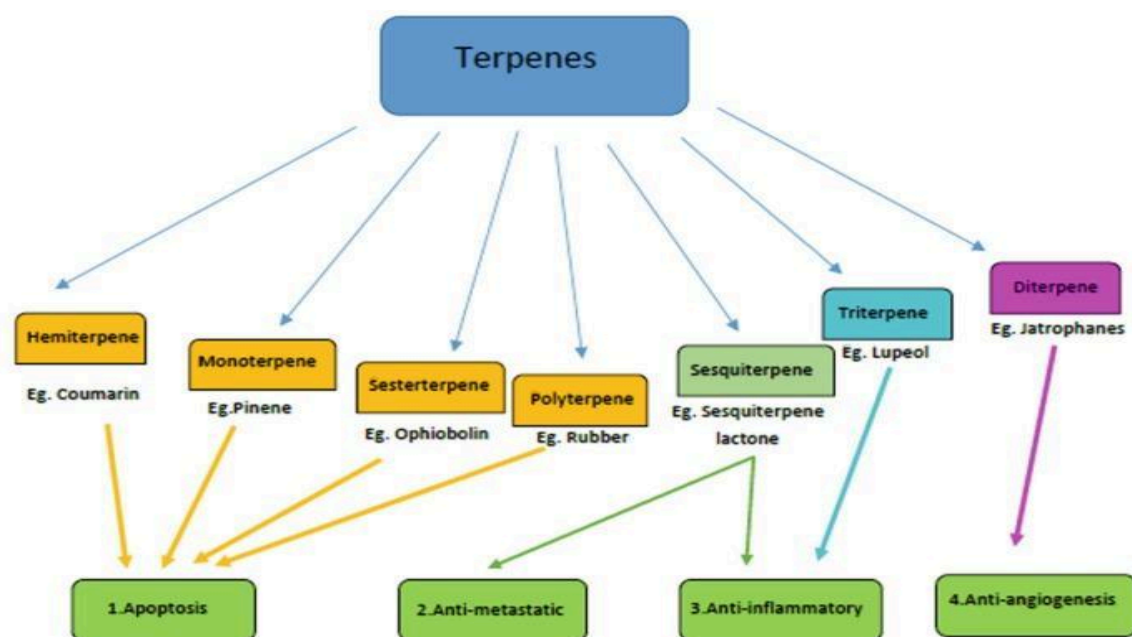 Terpenes
Hemiterpene
Eg. Coumarin
Monoterpene
Eg.Pinene
Sesterterpene
Eg. Ophiobolin
Polyterpene
Eg. Rubber
Sesquiterpene
Eg. Sesquiterpene
lactone
Triterpene
Eg. Lupeol
Diterpene
Eg. Jatrophanes
1.Apoptosis
2.Anti-metastatic
3.Anti-inflammatory
4.Anti-angiogenesis